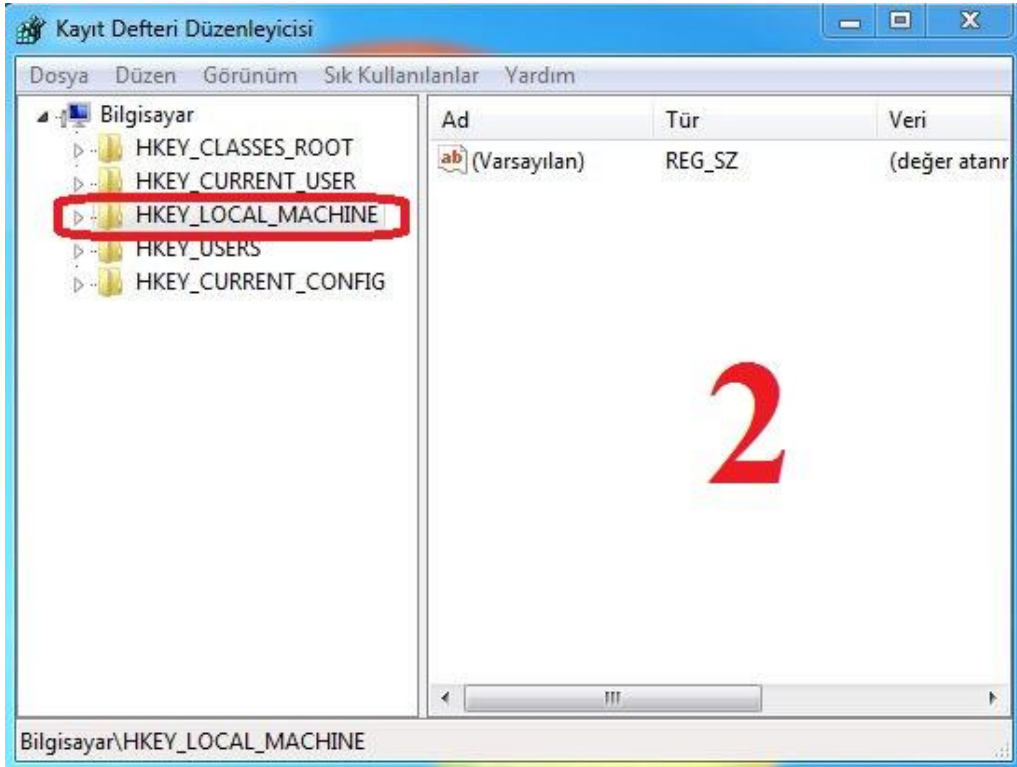 Kayıt Defteri Düzenleyicisi
Dosya Düzen Görünüm Sık Kullanılanlar Yardım
Bilgisayar
HKEY_CLASSES_ROOT
HKEY_CURRENT_USER
HKEY_LOCAL_MACHINE
HKEY_USERS
HKEY_CURRENT_CONFIG
Ad Tür Veri
ab (Varsayılan) REG_SZ (değer
2
Bilgisayar\HKEY_LOCAL_MACHINE